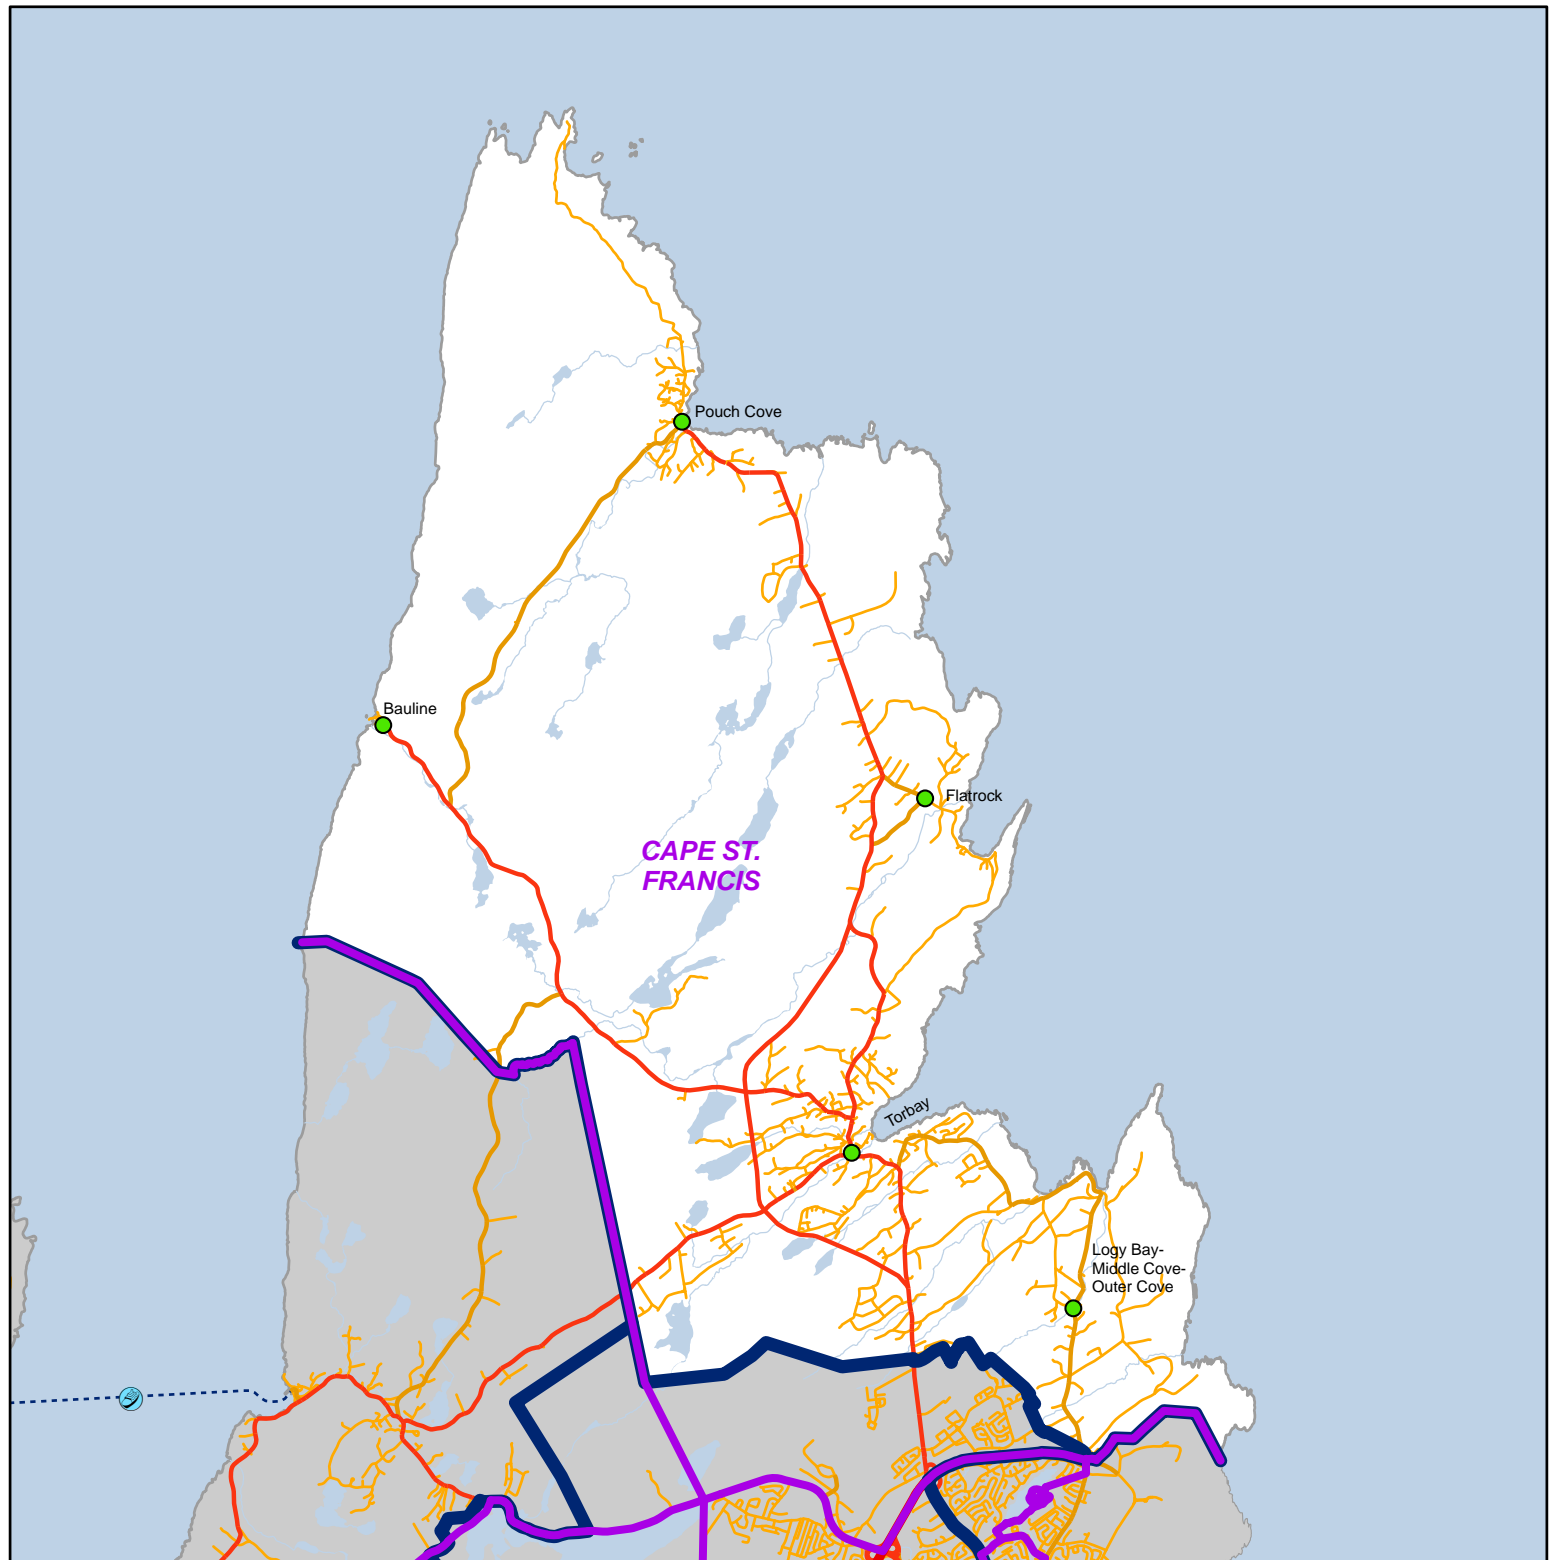 Pouch Cove
Bauline
Flatrock
CAPE ST.
FRANCIS
Torbay
Logy Bay-
Middle Cove-
Outer Cove